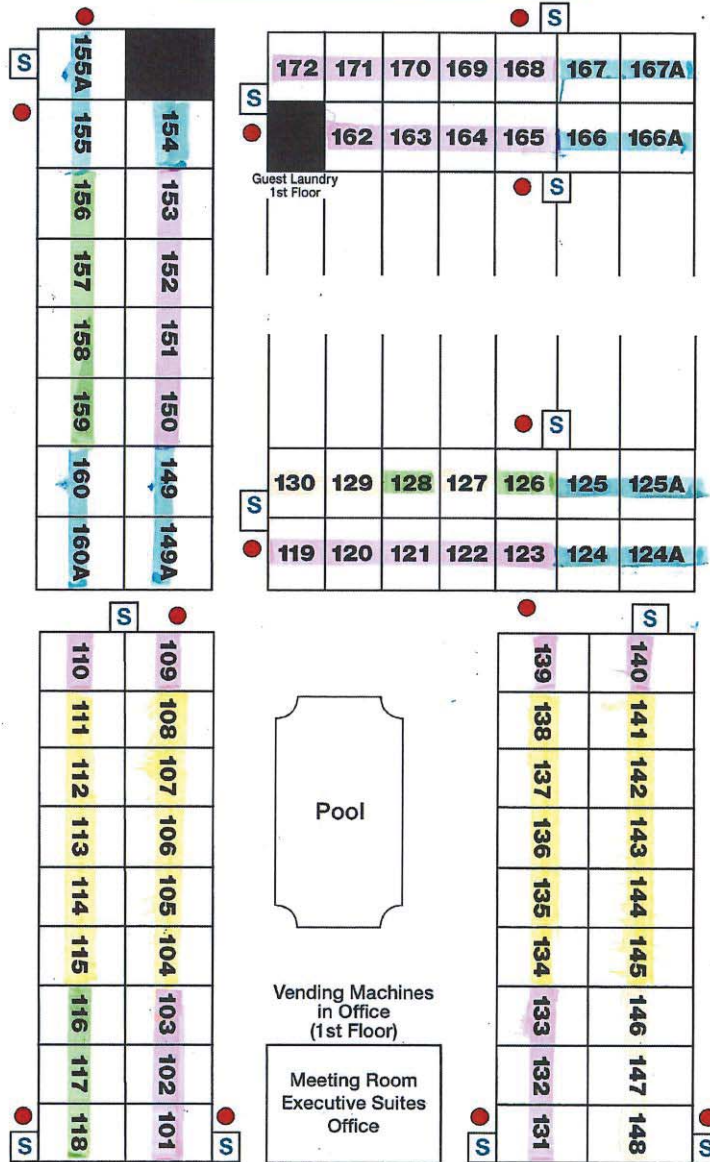 S
155A
155
154
156
153
157
152
158
151
159
150
160
149
160A
149A
S
172 171 170 169 168 167 167A
S
162 163 164 165 166 166A
Guest Laundry
1st Floor
S
S
130 129 128 127 126 125 125A
S
119 120 121 122 123 124 124A
S
110
109
111
108
112
107
113
106
114
105
115
104
116
103
117
102
118
101
S
S
Pool
Vending Machines
in Office
(1st Floor)
Meeting Room
Executive Suites
Office
S
139
140
138
141
137
142
136
143
135
144
134
145
133
146
132
147
131
148
S
S